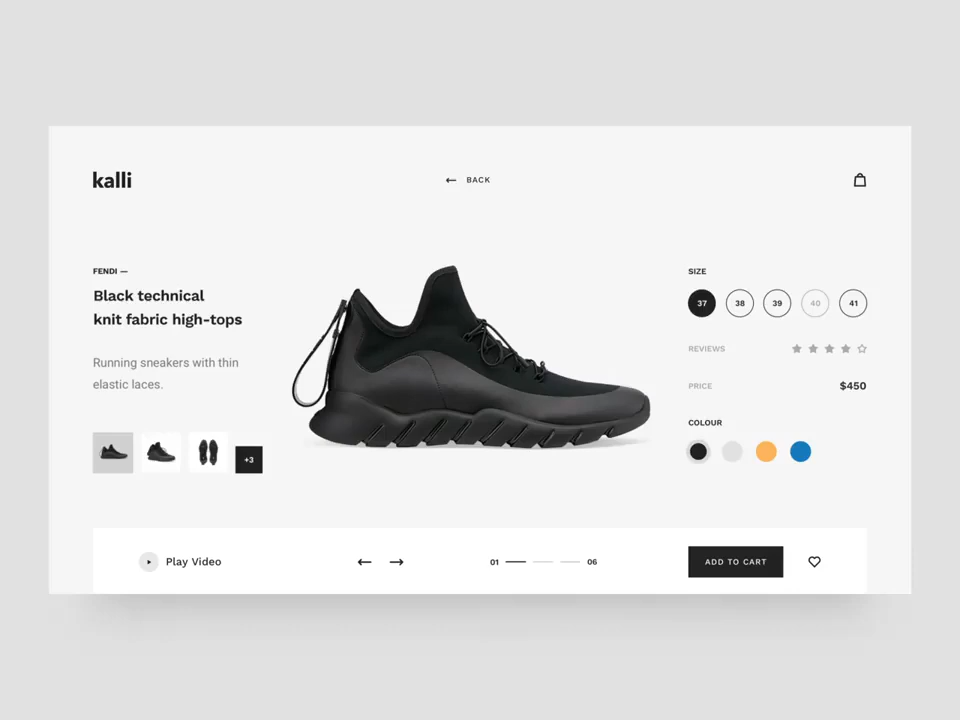 kalli
BACK
FENDI —
Black technical
knit fabric high-tops
Running sneakers with thin
elastic laces.
+3
SIZE
37 38 39 40 41
REVIEWS
PRICE $450
COLOUR
Play Video
01 06
ADD TO CART